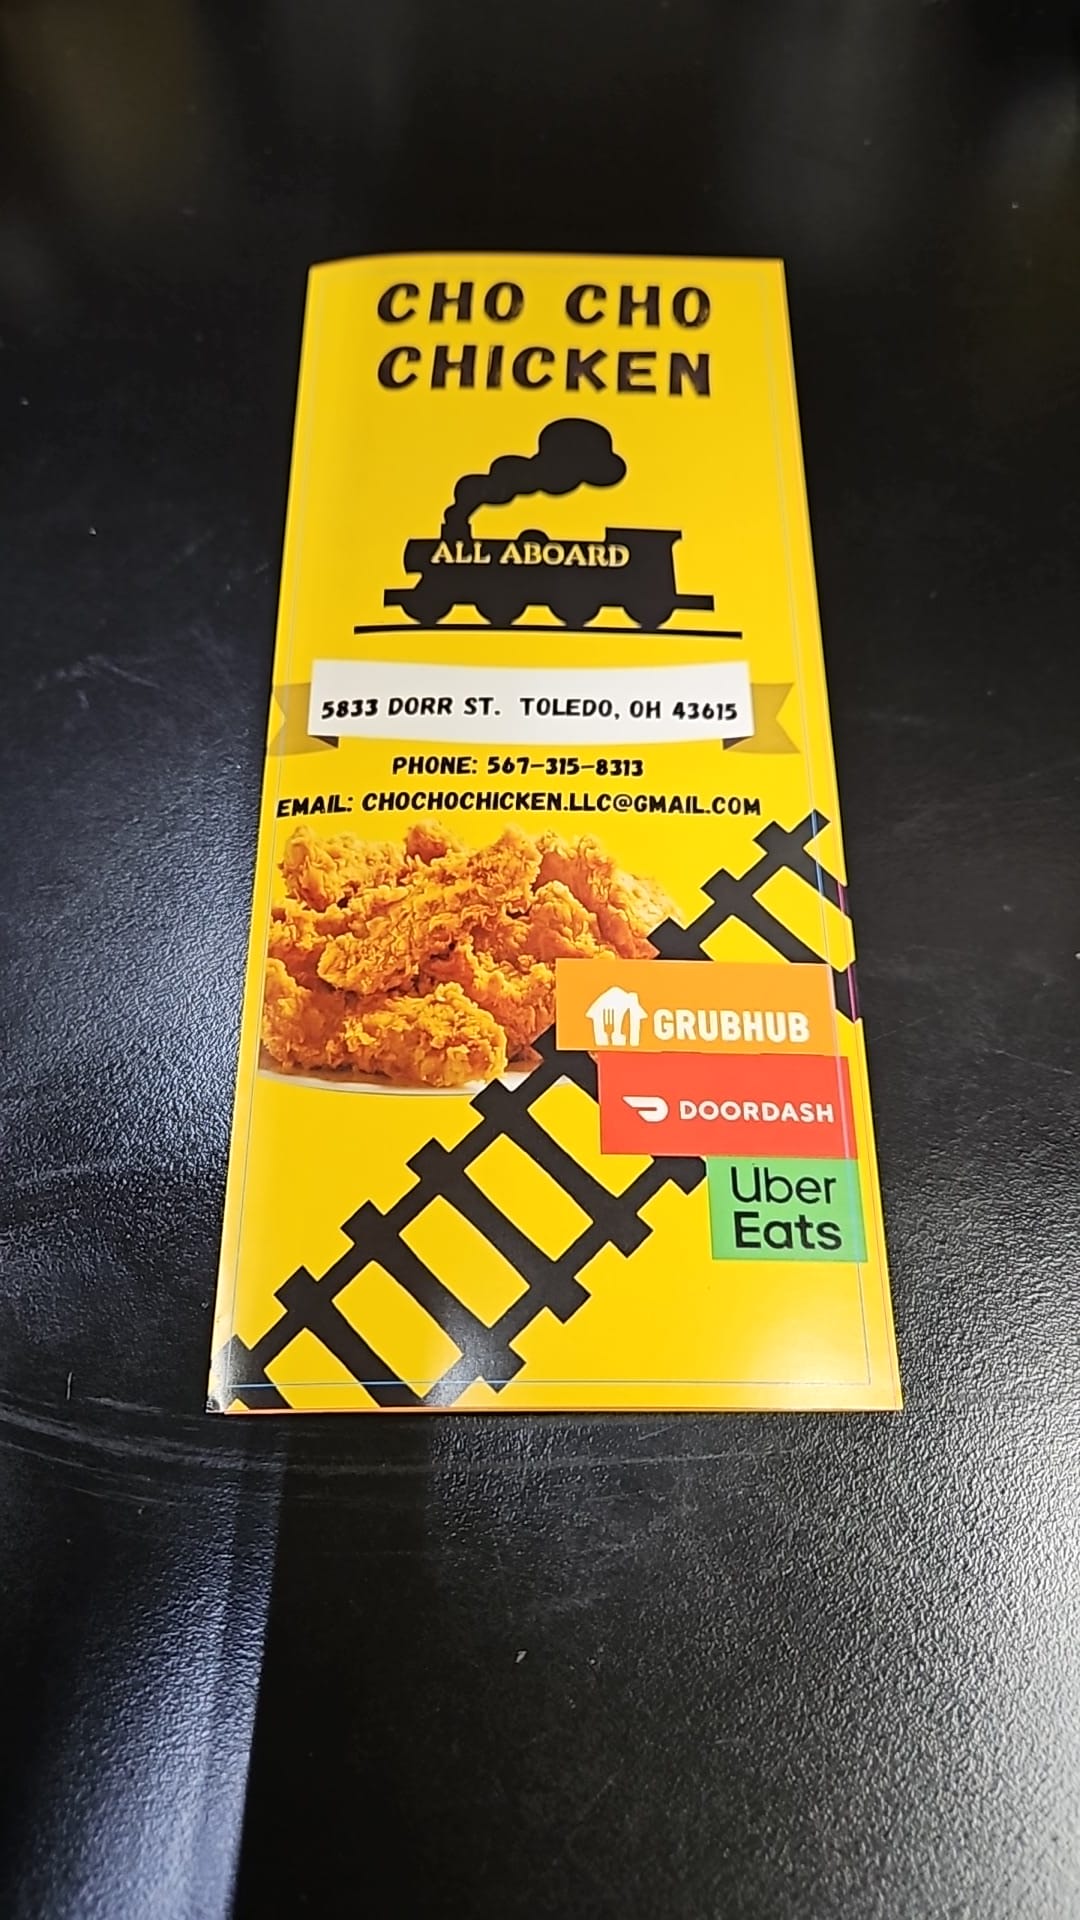 CHO CHO
CHICKEN
ALL ABOARD
5833 DORR ST. TOLEDO, OH 43615
PHONE: 567-315-8313
EMAIL: CHOCHOCHICKEN.LLC@GMAIL.COM
GRUBHUB
DOORDASH
Uber
Eats